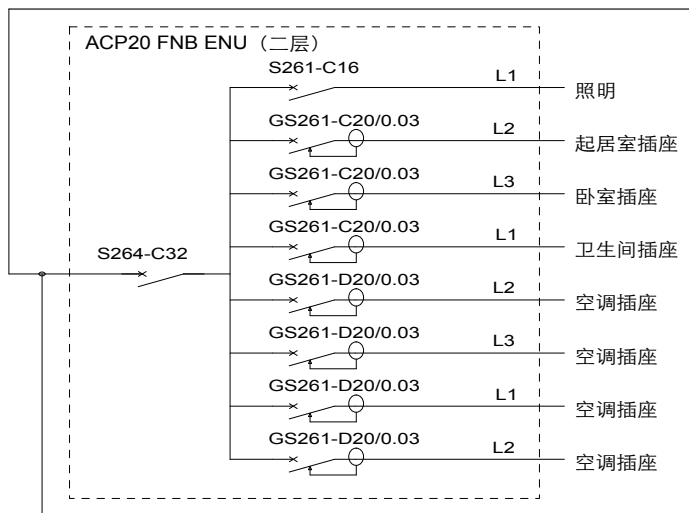 ACP20 FNB ENU（二层）
S261-C16 L1 照明
GS261-C20/0.03 L2 起居室插座
GS261-C20/0.03 L3 卧室插座
GS261-C20/0.03 L1 卫生间插座
S264-C32
GS261-D20/0.03 L2 空调插座
GS261-D20/0.03 L3 空调插座
GS261-D20/0.03 L1 空调插座
GS261-D20/0.03 L2 空调插座